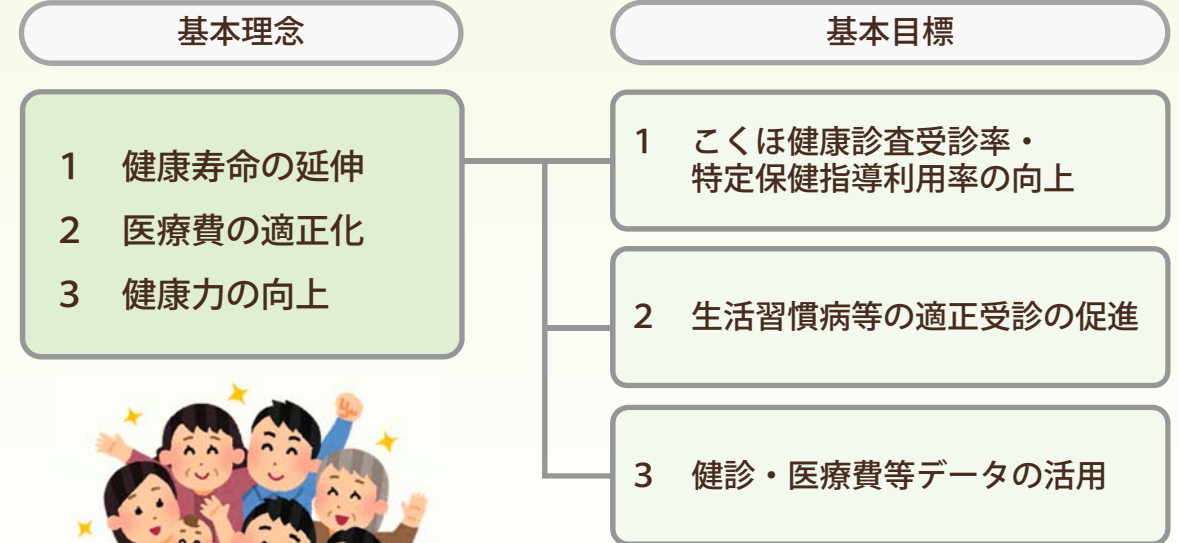 基本理念
1 健康寿命の延伸
2 医療費の適正化
3 健康力の向上
基本目標
1 こくほ健康診査受診率・
特定保健指導利用率の向上
2 生活習慣病等の適正受診の促進
3 健診・医療費等データの活用